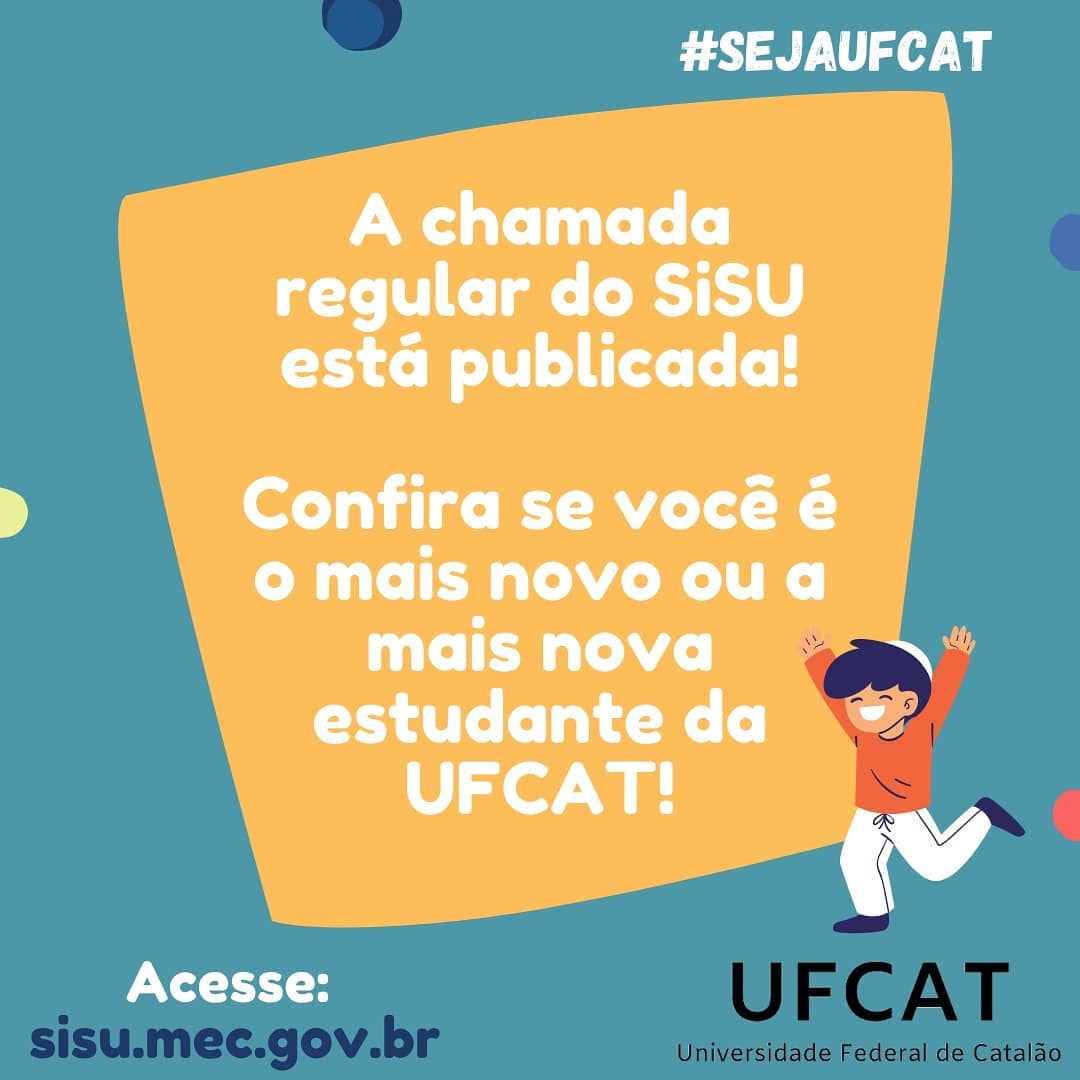 #SEJAUFCAT
A chamada
regular do SiSU
está publicada!
Confira se você é
o mais novo ou a
mais nova
estudante da
UFCAT!
Acesse:
sisu.mec.gov.br
UFCAT
Universidade Federal de Catalão